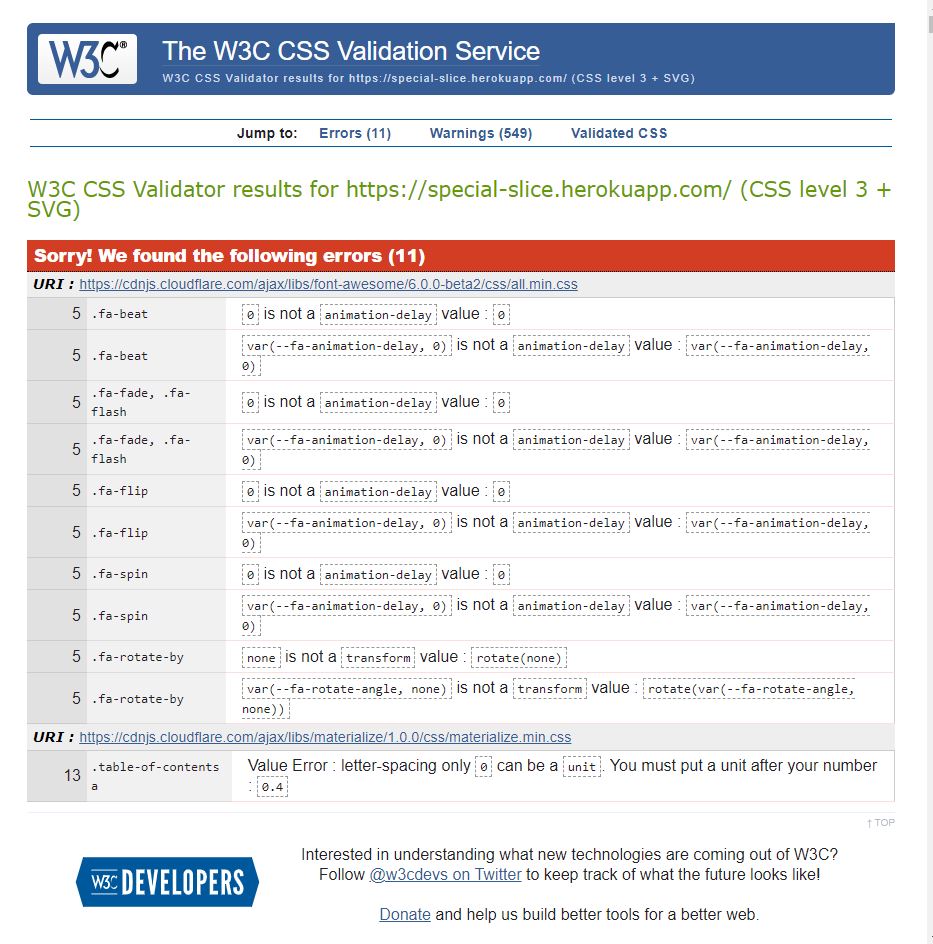 W3C®
The W3C CSS Validation Service
W3C CSS Validator results for https://special-slice.herokuapp.com/ (CSS level 3 + SVG)
Jump to: Errors (11) Warnings (549) Validated CSS
W3C CSS Validator results for https://special-slice.herokuapp.com/ (CSS level 3 +
SVG)
Sorry! We found the following errors (11)
URI : https://cdnjs.cloudflare.com/ajax/libs/font-awesome/6.0.0-beta2/css/all.min.css
5 .fa-beat 0 is not a animation-delay value : 0
5 .fa-beat var(--fa-animation-delay, 0) is not a animation-delay value : var(--fa-animation-delay,
0)
5 .fa-fade, .fa-
flash 0 is not a animation-delay value : 0
5 .fa-fade, .fa-
flash var(--fa-animation-delay, 0) is not a animation-delay value : var(--fa-animation-delay,
0)
5 .fa-flip 0 is not a animation-delay value : 0
5 .fa-flip var(--fa-animation-delay, 0) is not a animation-delay value : var(--fa-animation-delay,
0)
5 .fa-spin 0 is not a animation-delay value : 0
5 .fa-spin var(--fa-animation-delay, 0) is not a animation-delay value : var(--fa-animation-delay,
0)
5 .fa-rotate-by none is not a transform value : rotate(none)
5 .fa-rotate-by var(--fa-rotate-angle, none) is not a transform value : rotate(var(--fa-rotate-angle,
none))
URI : https://cdnjs.cloudflare.com/ajax/libs/materialize/1.0.0/css/materialize.min.css
13 .table-of-contents
a Value Error : letter-spacing only 0 can be a unit. You must put a unit after your number
: 0.4
↑ TOP
W3C DEVELOPERS
Interested in understanding what new technologies are coming out of W3C?
Follow @w3cdevs on Twitter to keep track of what the future looks like!
Donate and help us build better tools for a better web.